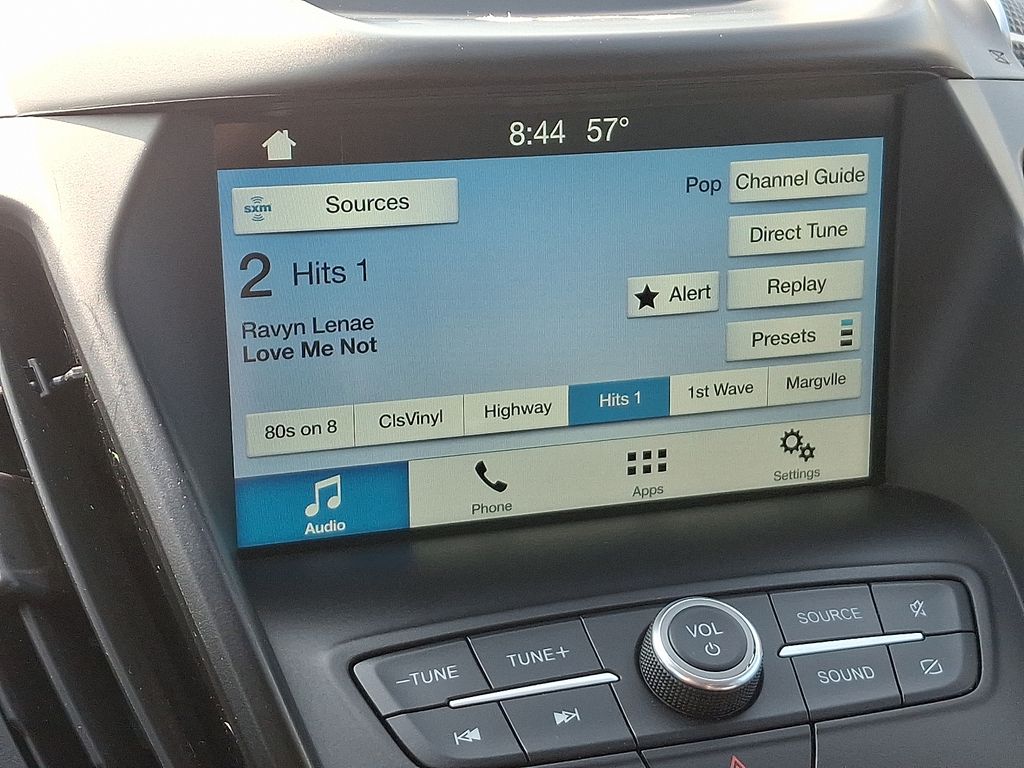 8:44 57°
sxm Sources
Pop Channel Guide
Direct Tune
2 Hits 1
Alert Replay
Ravyn Lenae
Love Me Not
Presets
80s on 8 ClsVinyl Highway Hits 1 1st Wave Margvlle
Audio Phone Apps Settings
–TUNE TUNE+ VOL SOURCE
SOUND